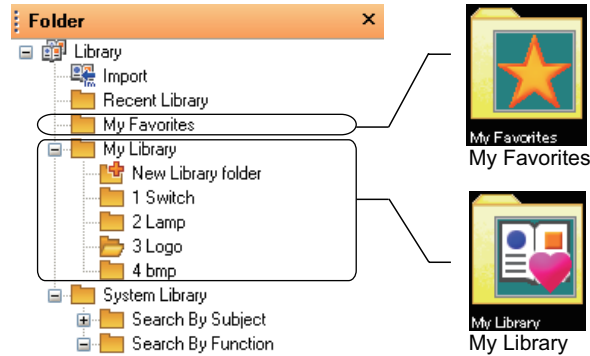 Folder
Library
Import
Recent Library
My Favorites
My Library
New Library folder
1 Switch
2 Lamp
3 Logo
4 bmp
System Library
Search By Subject
Search By Function
My Favorites
My Favorites
My Library
My Library